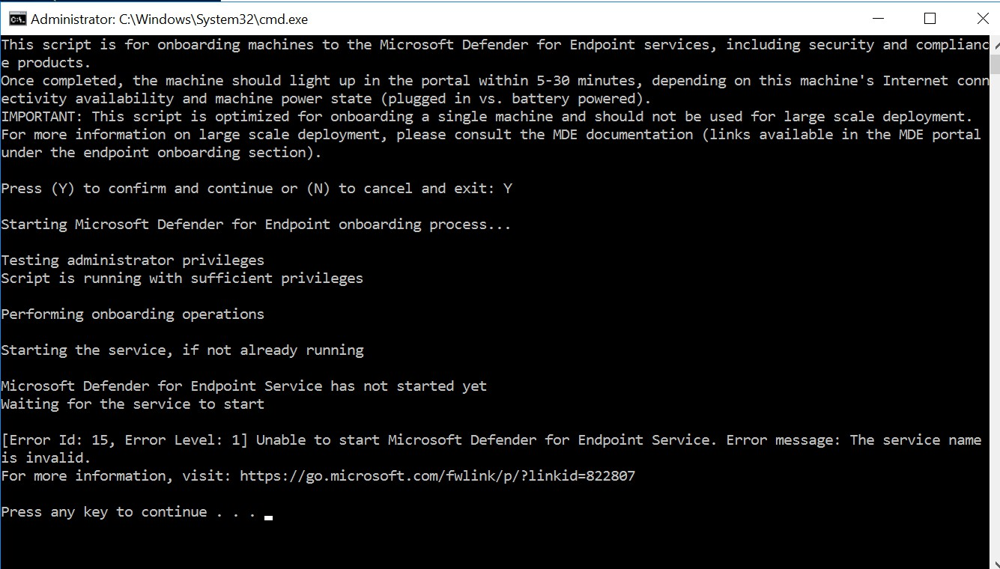 Administrator: C:\Windows\System32\cmd.exe
This script is for onboarding machines to the Microsoft Defender for Endpoint services, including security and complianc
e products.
Once completed, the machine should light up in the portal within 5-30 minutes, depending on this machine's Internet conn
ectivity availability and machine power state (plugged in vs. battery powered).
IMPORTANT: This script is optimized for onboarding a single machine and should not be used for large scale deployment.
For more information on large scale deployment, please consult the MDE documentation (links available in the MDE portal
under the endpoint onboarding section).
Press (Y) to confirm and continue or (N) to cancel and exit: Y
Starting Microsoft Defender for Endpoint onboarding process...
Testing administrator privileges
Script is running with sufficient privileges
Performing onboarding operations
Starting the service, if not already running
Microsoft Defender for Endpoint Service has not started yet
Waiting for the service to start
[Error Id: 15, Error Level: 1] Unable to start Microsoft Defender for Endpoint Service. Error message: The service name
is invalid.
For more information, visit: https://go.microsoft.com/fwlink/p/?linkid=822807
Press any key to continue . . .